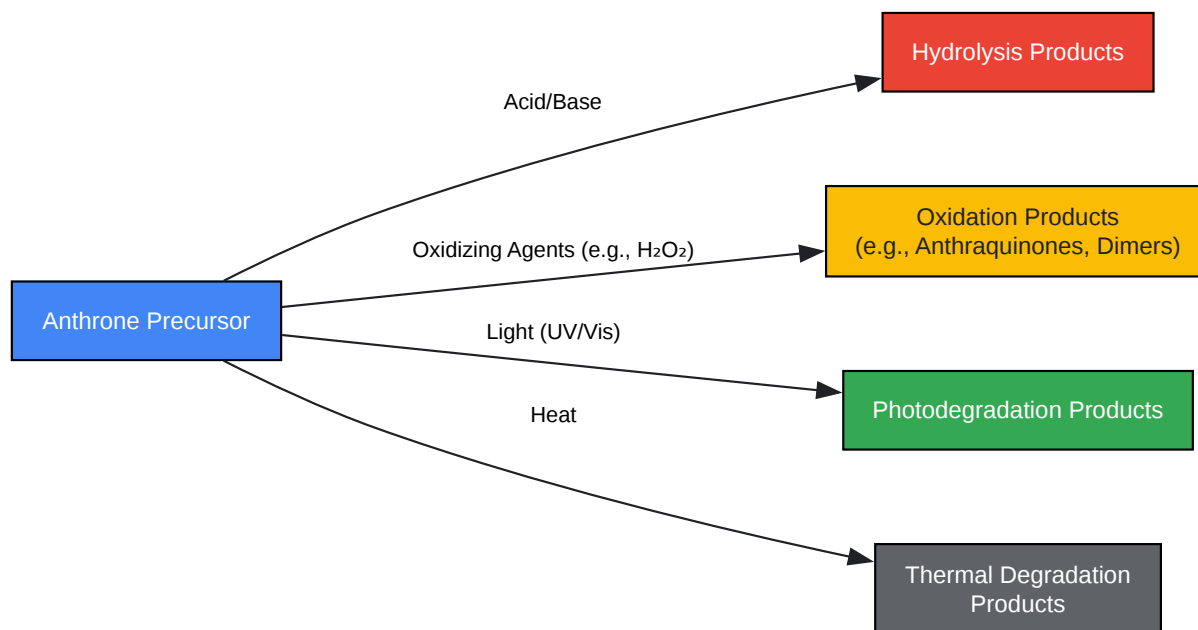 Hydrolysis Products
Acid/Base
Oxidation Products
(e.g., Anthraquinones, Dimers)
Oxidizing Agents (e.g., H₂O₂)
Anthrone Precursor
Light (UV/Vis)
Photodegradation Products
Heat
Thermal Degradation
Products